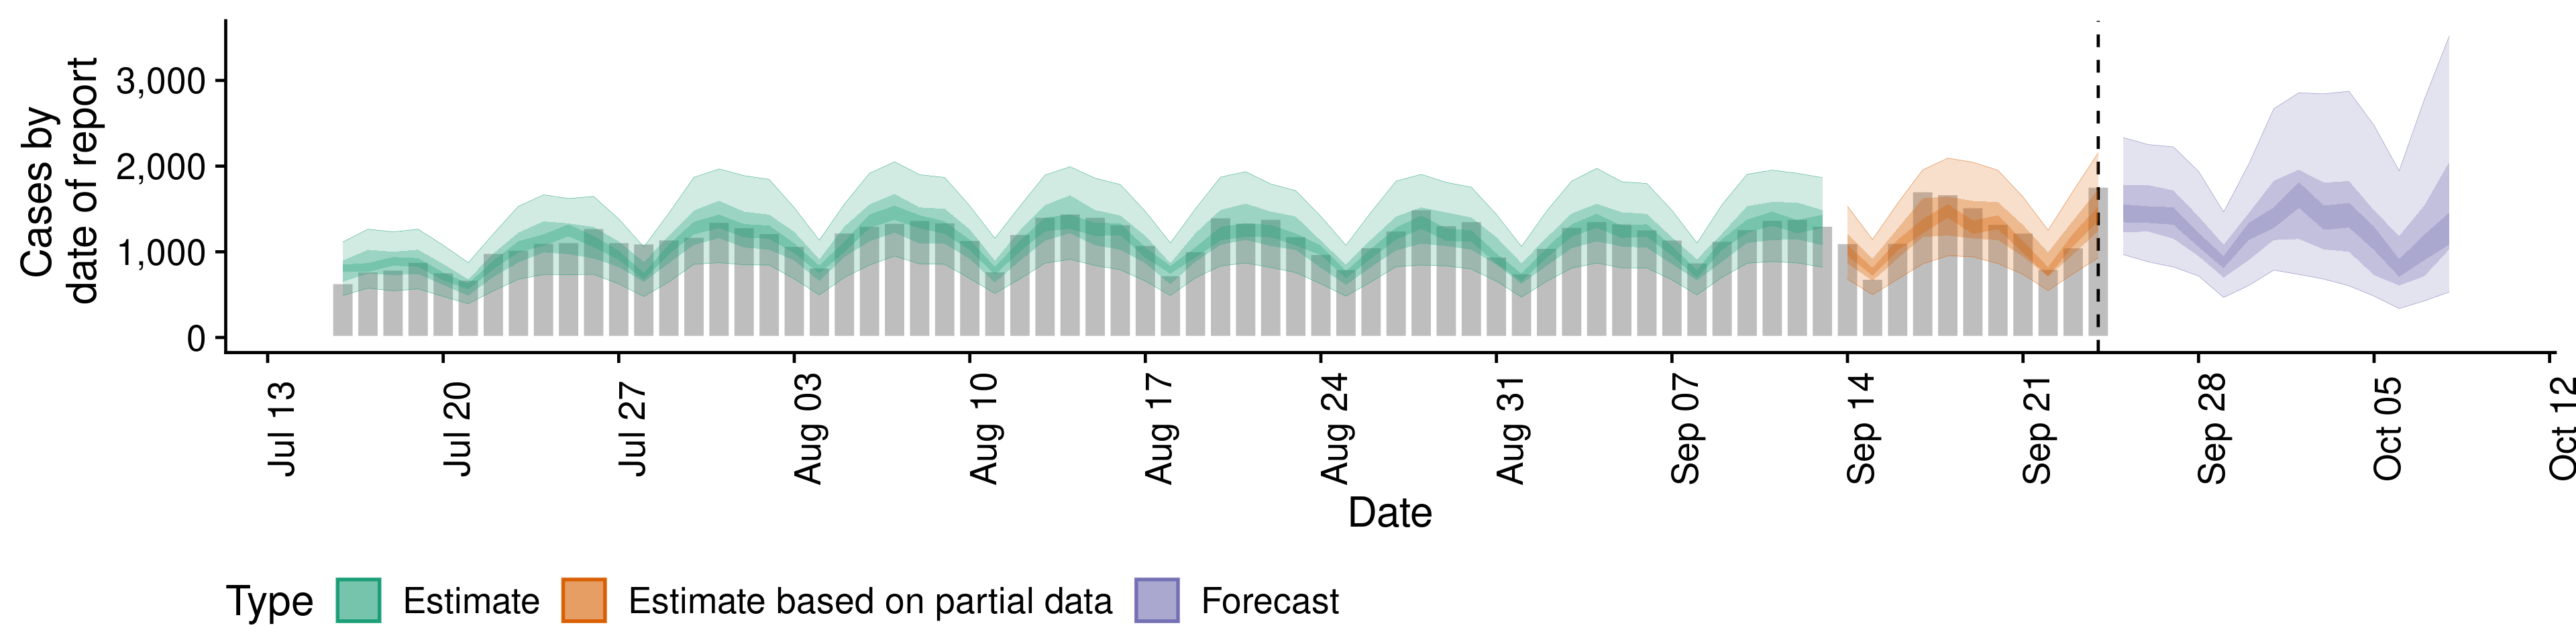 Cases by
date of report
3,000
2,000
1,000
0
Jul 13
Jul 20
Jul 27
Aug 03
Aug 10
Aug 17
Aug 24
Aug 31
Sep 07
Sep 14
Sep 21
Sep 28
Oct 05
Oct 12
Date
Type
Estimate
Estimate based on partial data
Forecast